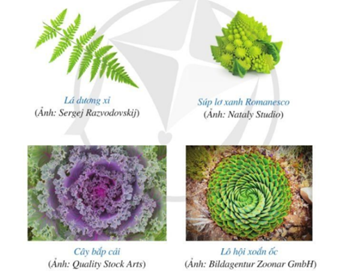 Lá dương xỉ
(Ảnh: Sergej Razvodovskij)
Súp lơ xanh Romanesco
(Ảnh: Nataly Studio)
Cây bắp cải
(Ảnh: Quality Stock Arts)
Lô hội xoắn ốc
(Ảnh: Bildagentur Zoonar GmbH)